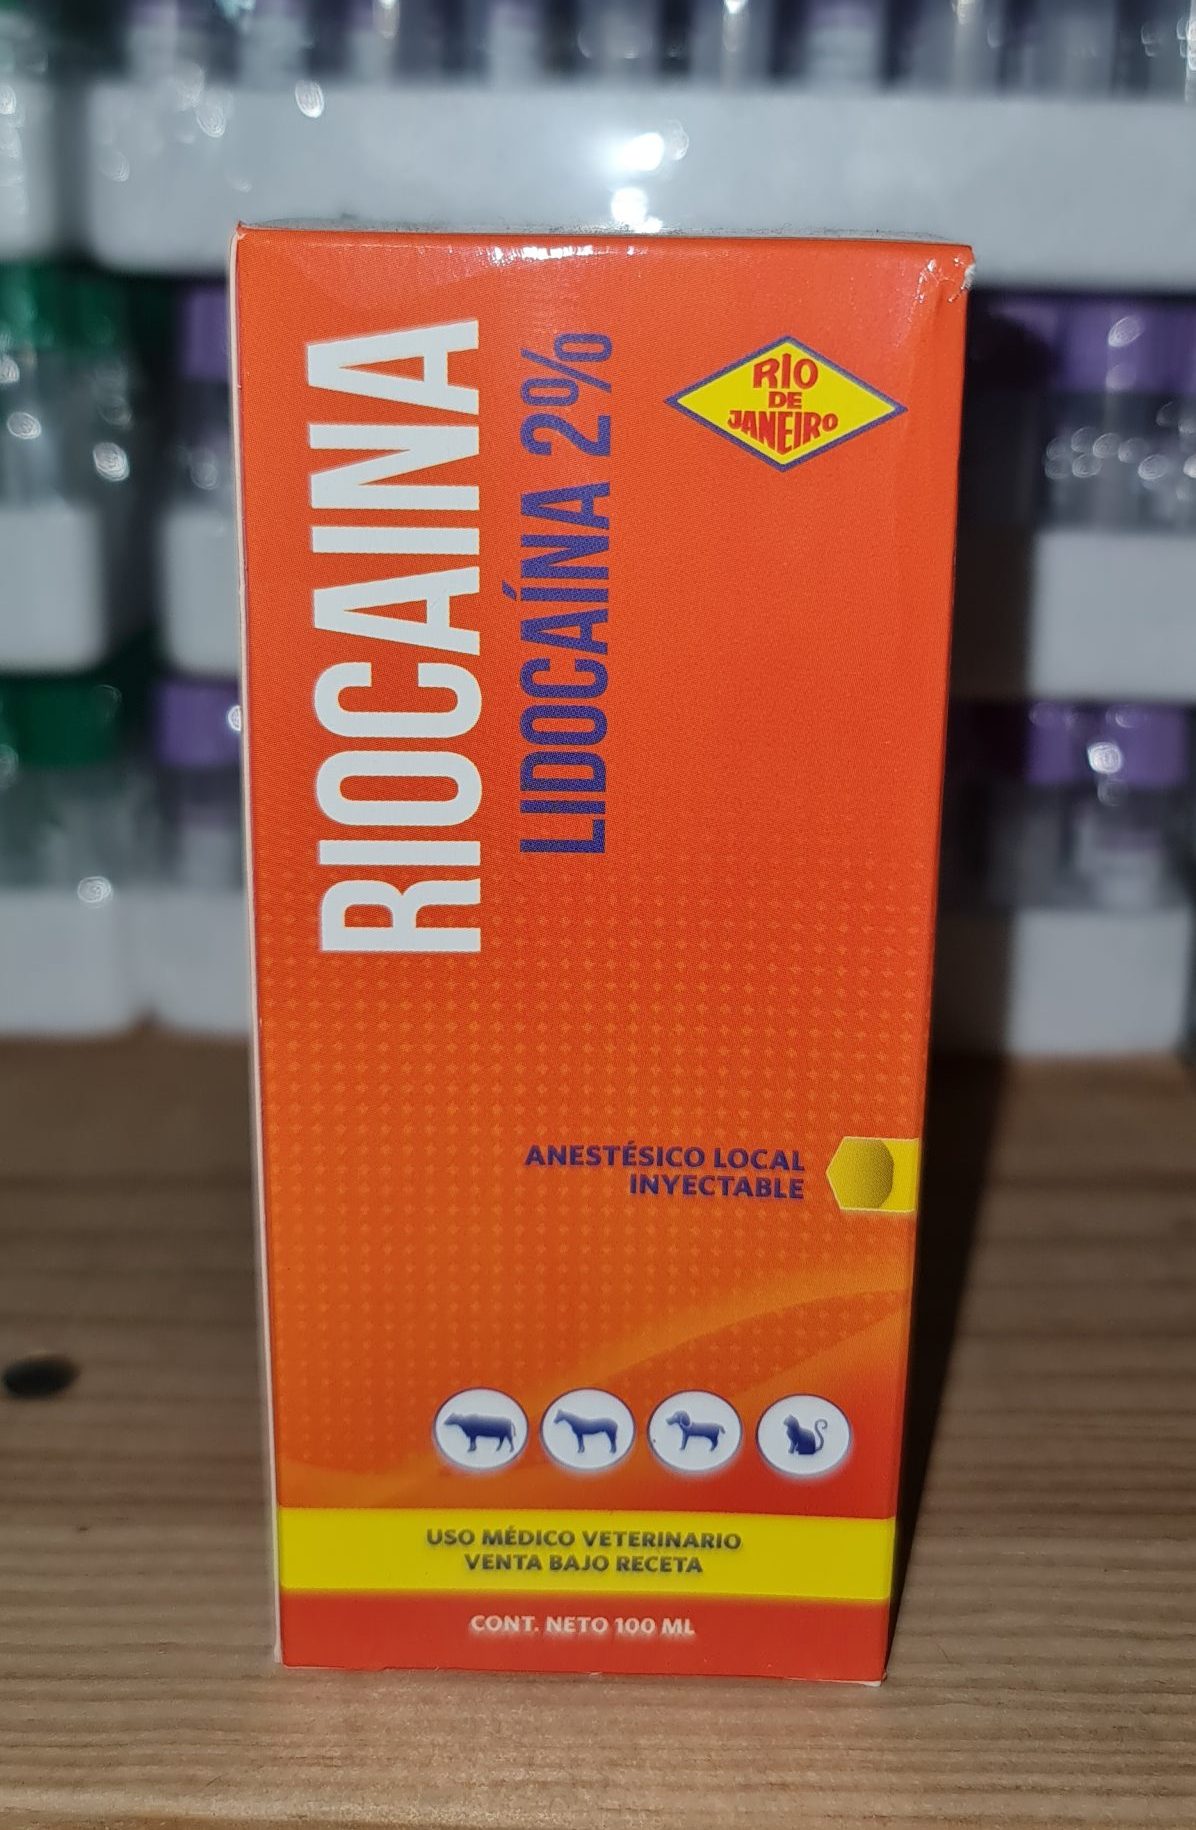 RIOCAINA
LIDOCAÍNA 2%
RIO
DE
JANEIRO
ANESTÉSICO LOCAL
INYECTABLE
USO MÉDICO VETERINARIO
VENTA BAJO RECETA
CONT. NETO 100 ML